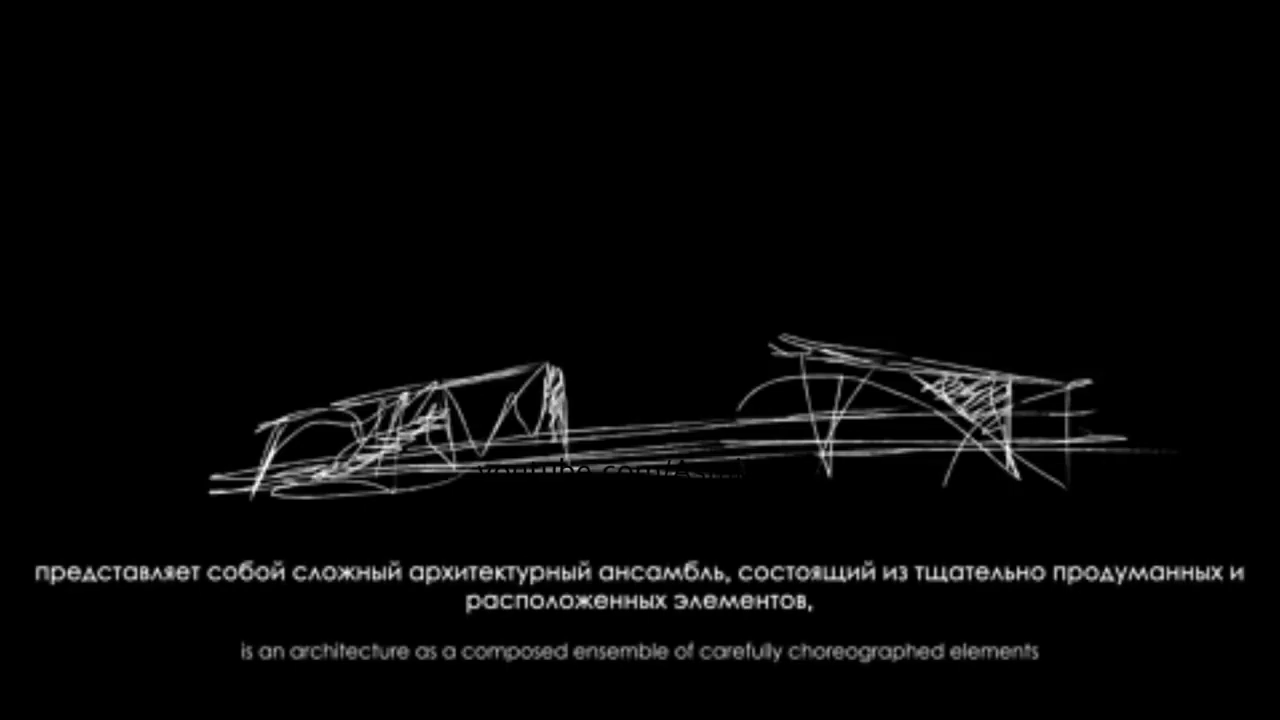 представляет собой сложный архитектурный ансамбль, состоящий из тщательно продуманных и
расположенных элементов,
is an architecture as a composed ensemble of carefully choreographed elements